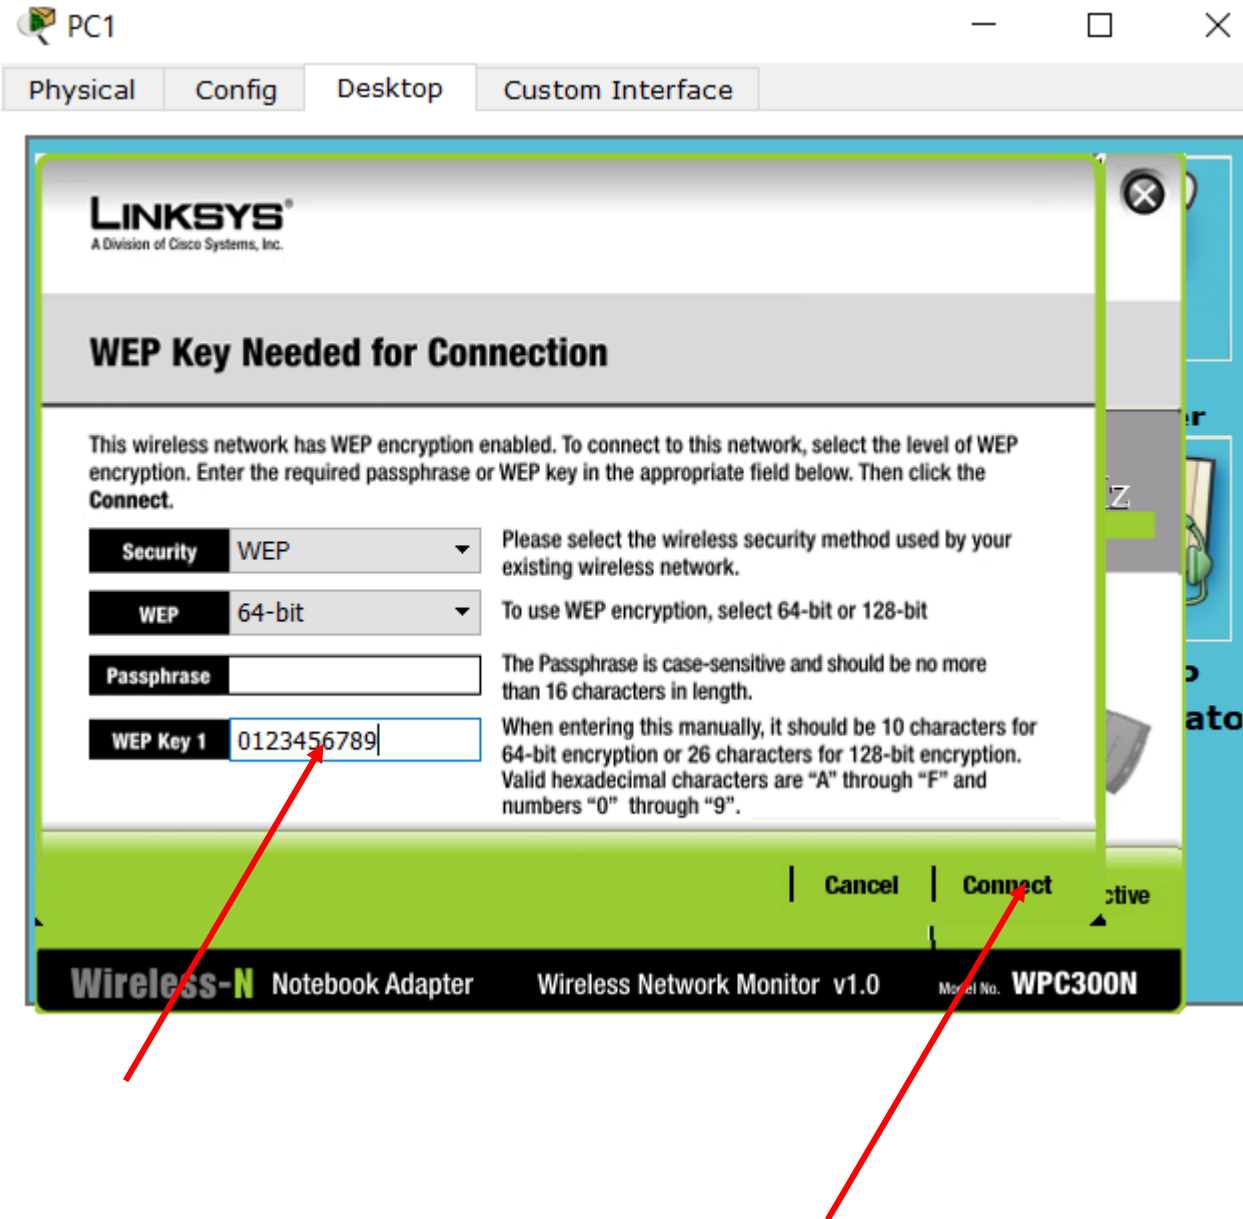 PC1
Physical Config Desktop Custom Interface
LINKSYS®
A Division of Cisco Systems, Inc.
WEP Key Needed for Connection
This wireless network has WEP encryption enabled. To connect to this network, select the level of WEP
encryption. Enter the required passphrase or WEP key in the appropriate field below. Then click the
Connect.
Security WEP
Please select the wireless security method used by your
existing wireless network.
WEP 64-bit
To use WEP encryption, select 64-bit or 128-bit
Passphrase
The Passphrase is case-sensitive and should be no more
than 16 characters in length.
WEP Key 1 0123456789
When entering this manually, it should be 10 characters for
64-bit encryption or 26 characters for 128-bit encryption.
Valid hexadecimal characters are “A” through “F” and
numbers “0” through “9”.
Cancel Connect
Wireless-N Notebook Adapter Wireless Network Monitor v1.0 Model No. WPC300N